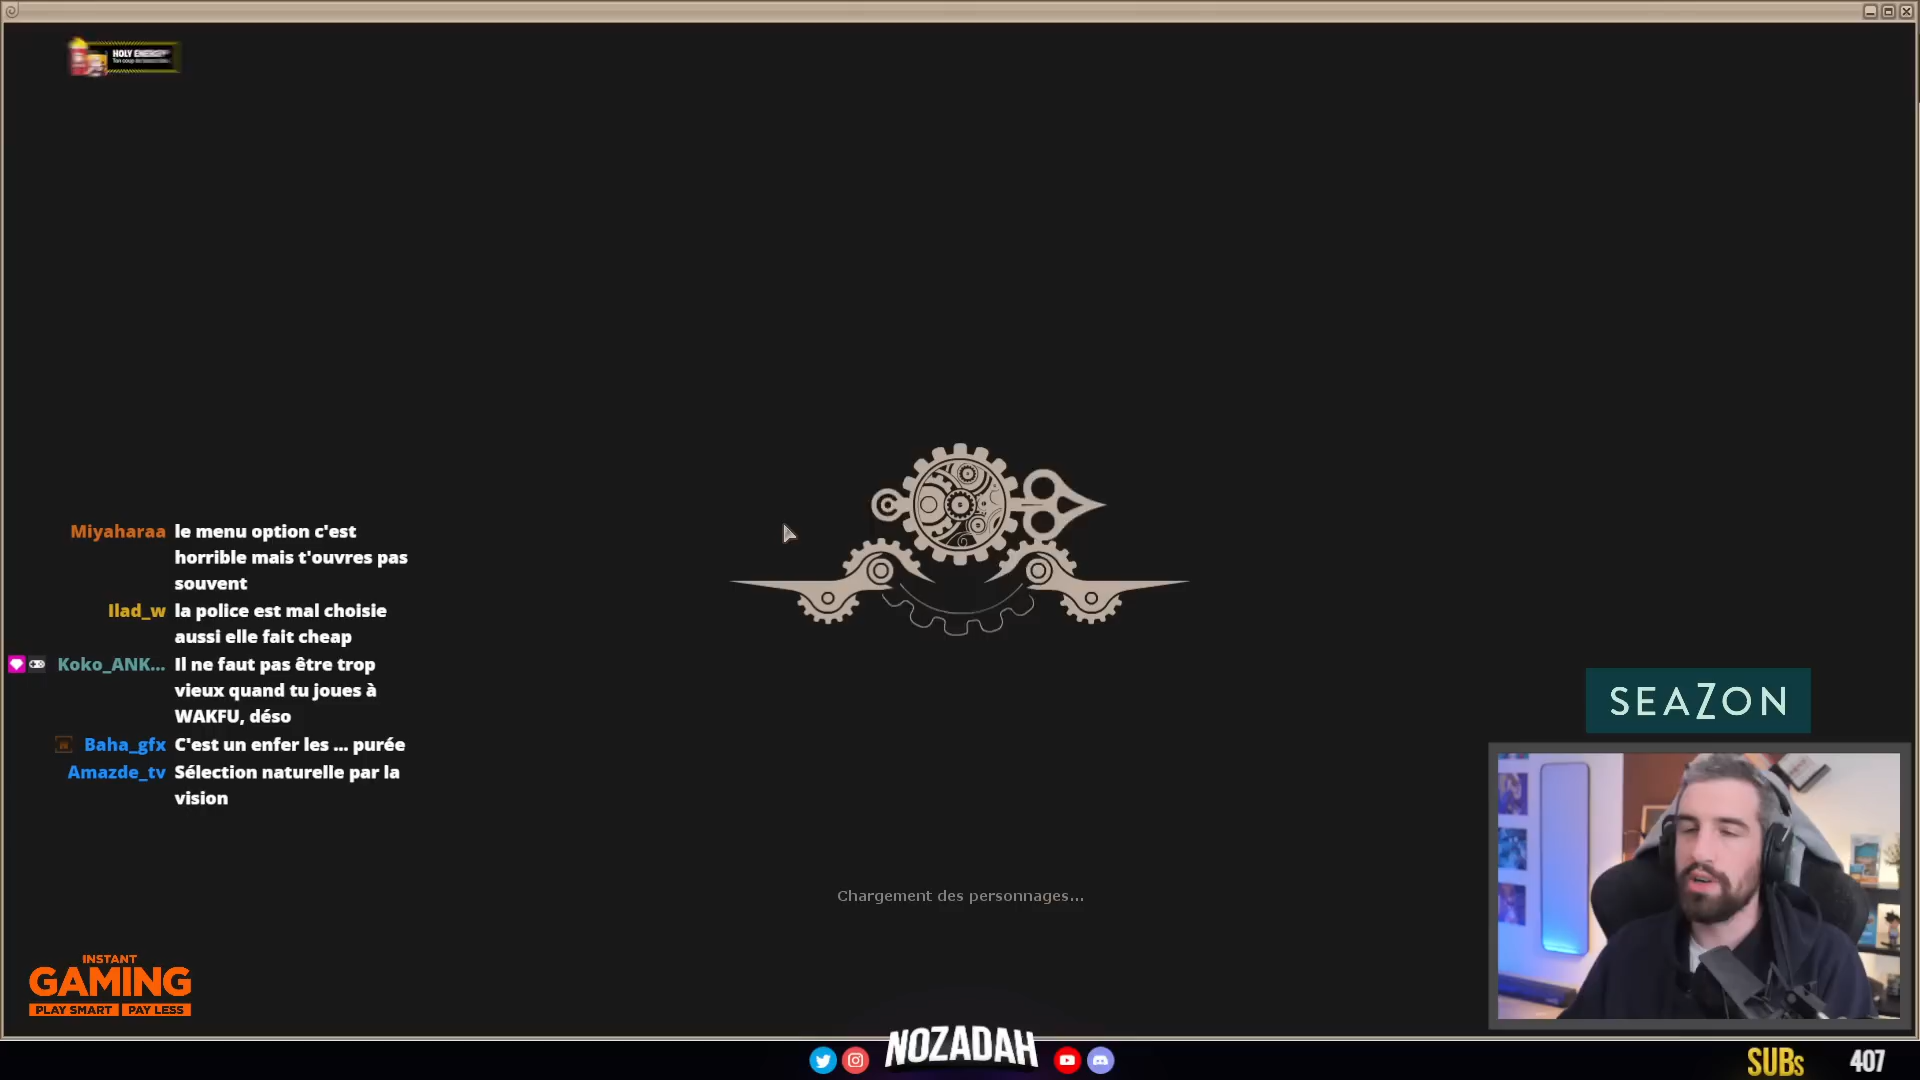 HOLY ENERGY
Miyaharaa le menu option c'est
horrible mais t'ouvres pas
souvent
Ilad_w la police est mal choisie
aussi elle fait cheap
Koko_ANK... Il ne faut pas être trop
vieux quand tu joues à
WAKFU, déso
Baha_gfx C'est un enfer les ... purée
Amazde_tv Sélection naturelle par la
vision
SEAZON
Chargement des personnages...
INSTANT
GAMING
PLAY SMART PAY LESS
NOZADAH
SUBs 407